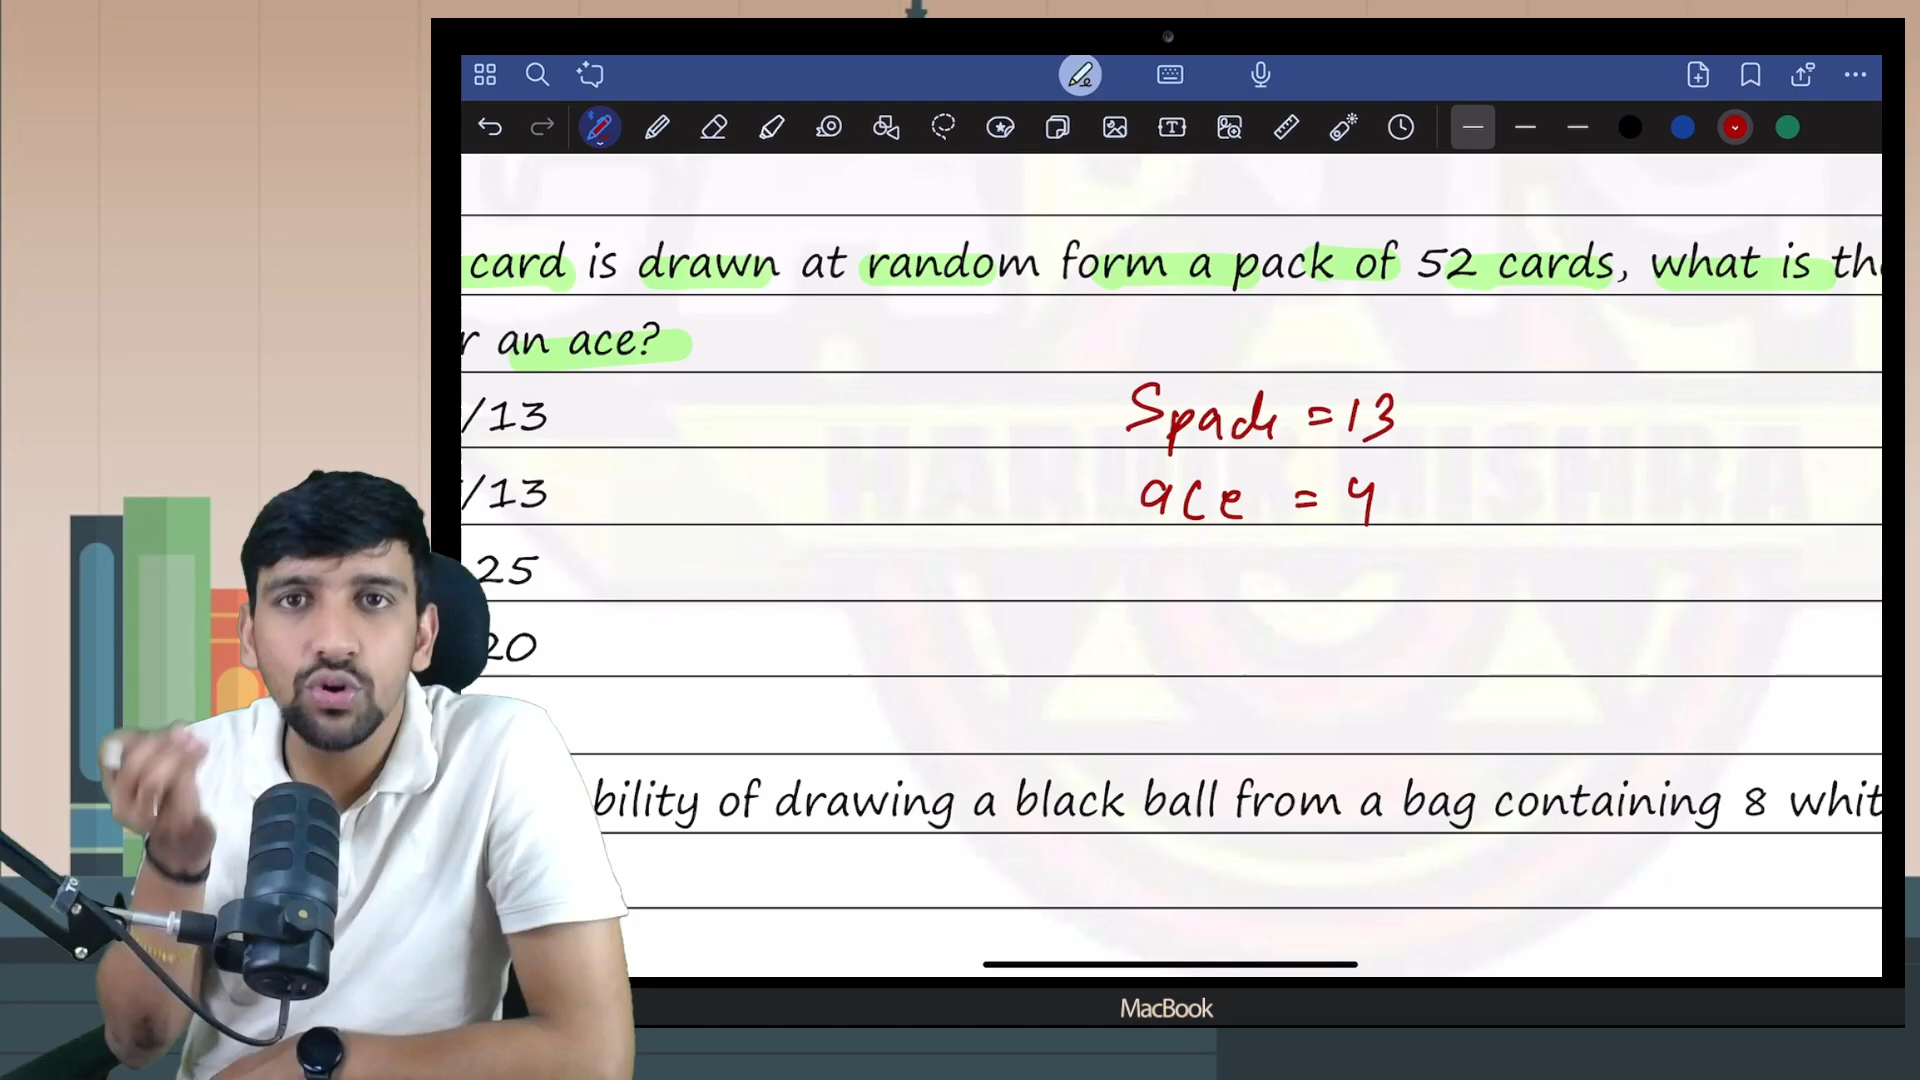 card is drawn at random form a pack of 52 cards, what is th
r an ace?
/13
Spade = 13
/13
ace = 4
25
20
bility of drawing a black ball from a bag containing 8 whit
MacBook